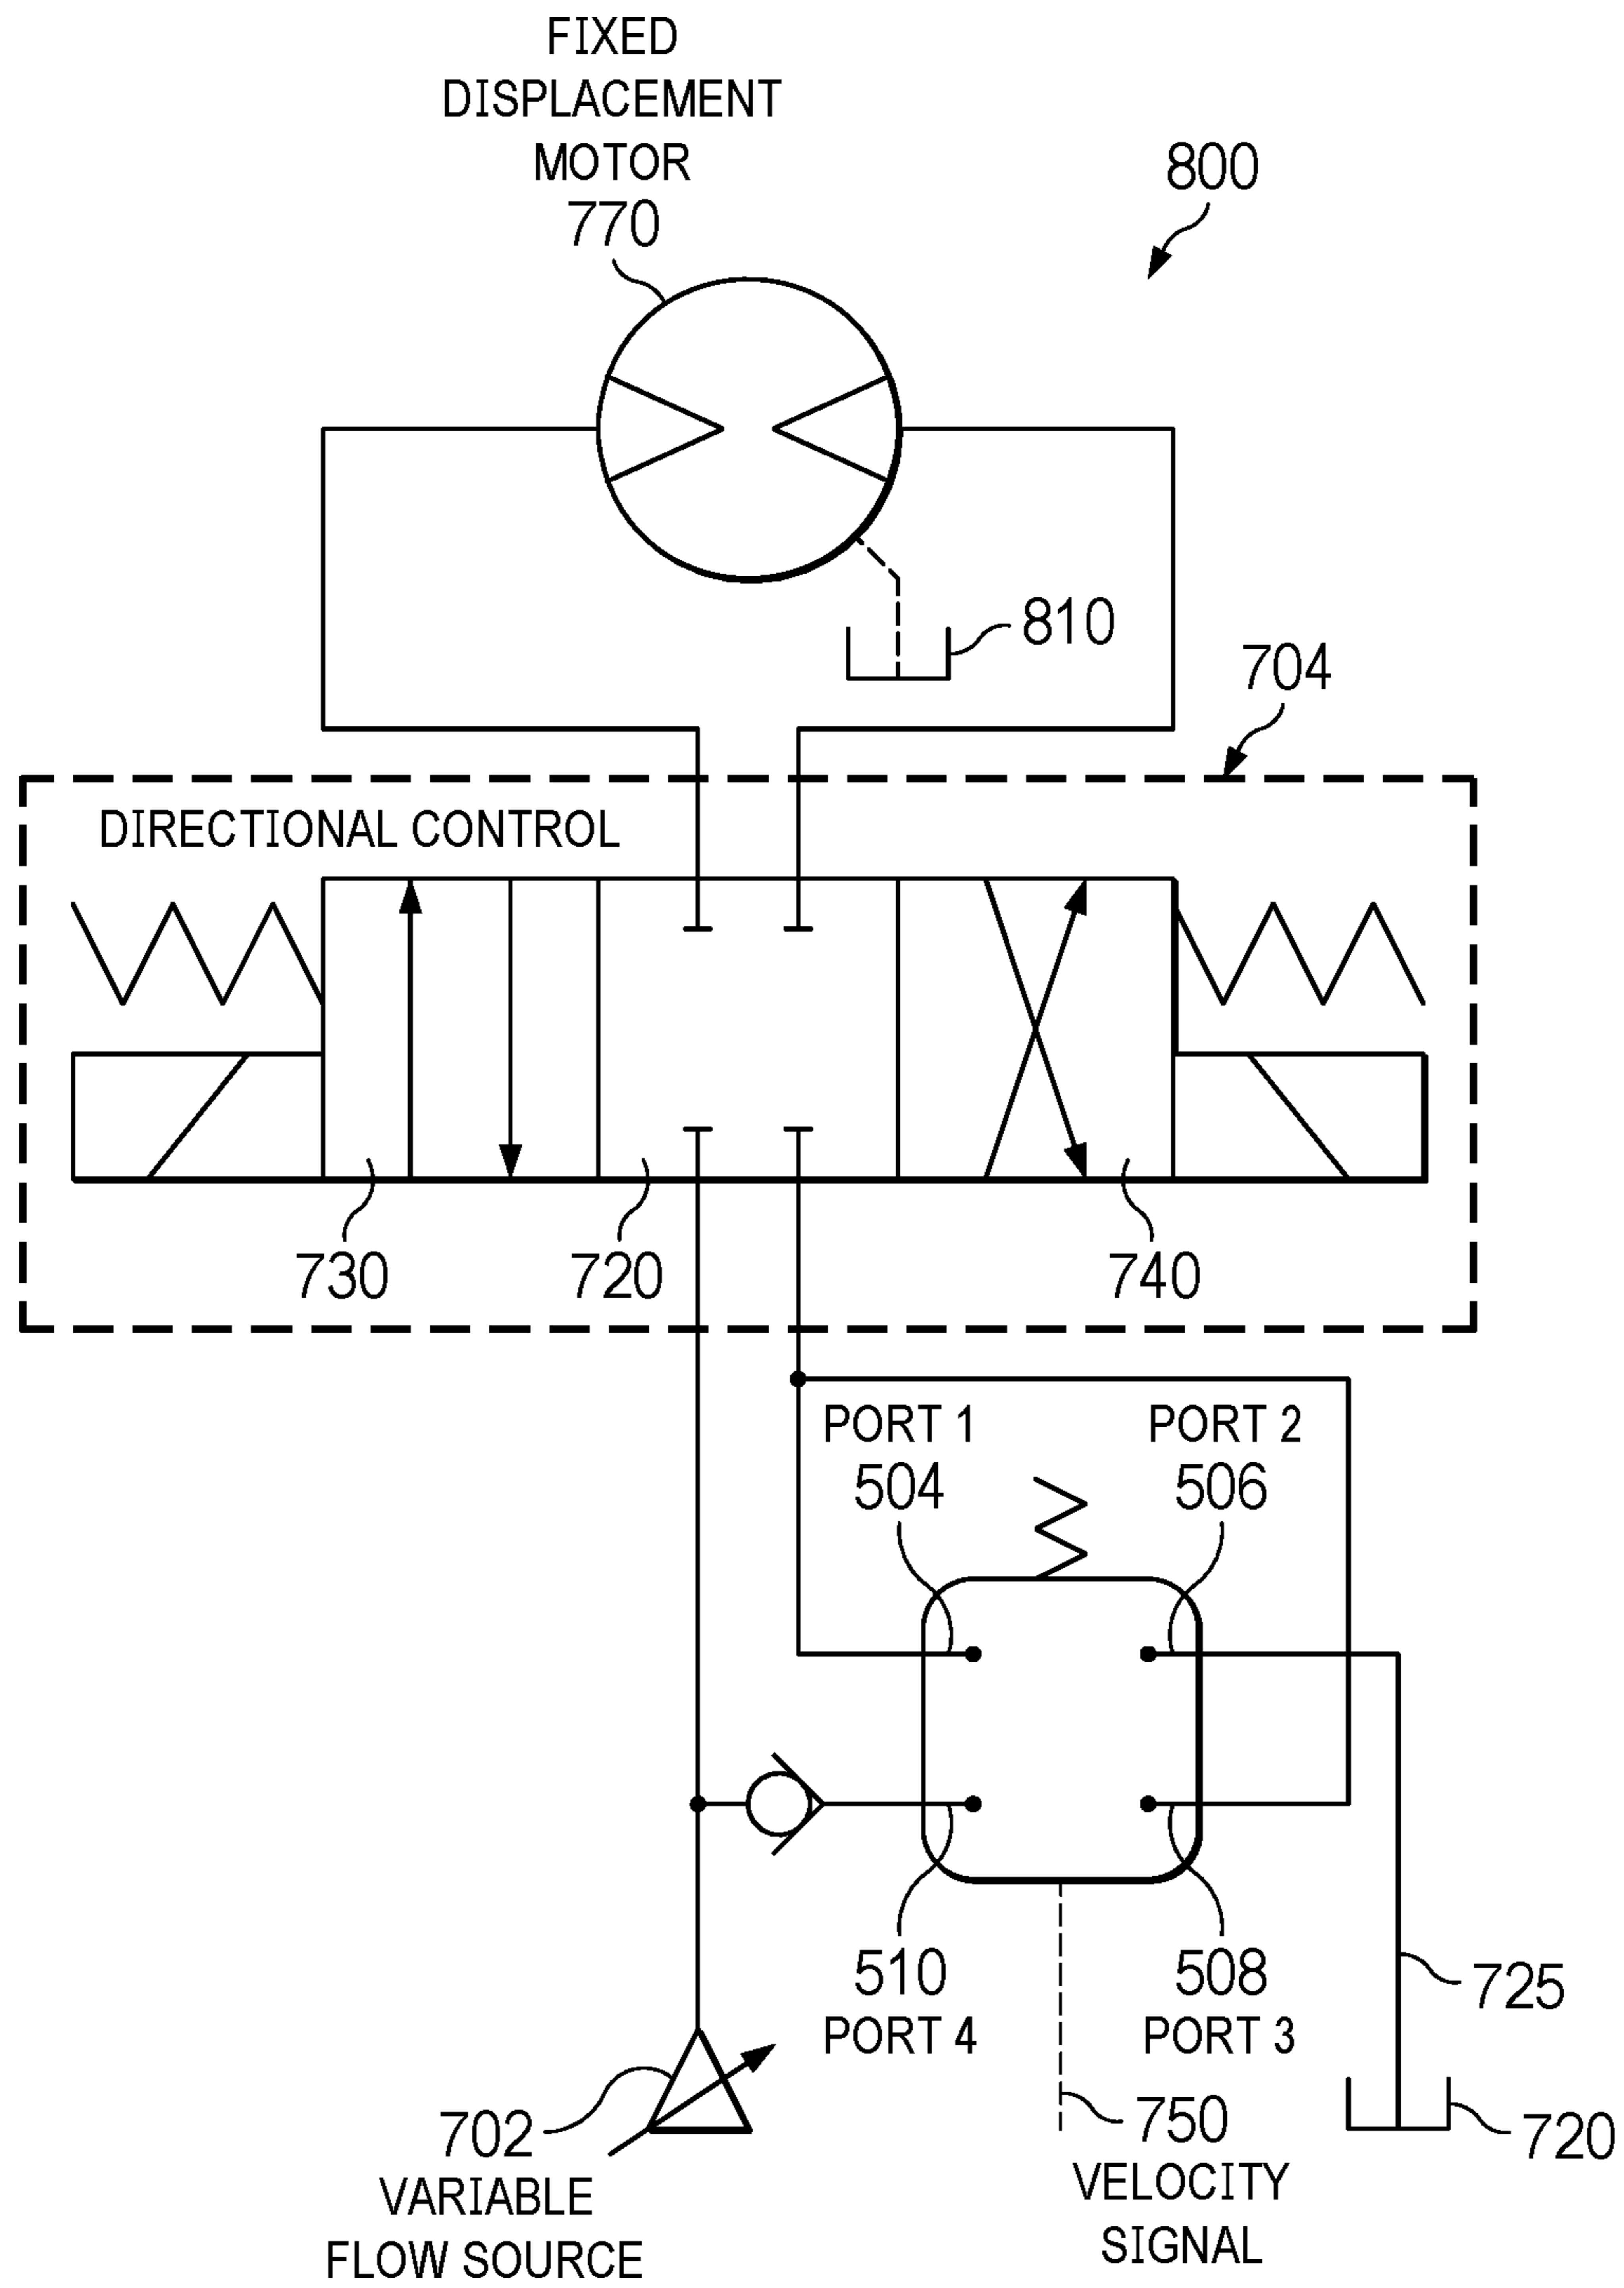 FIXED
DISPLACEMENT
MOTOR
770
800
810
704
DIRECTIONAL CONTROL
730
720
740
PORT 1
504
PORT 2
506
510
PORT 4
508
PORT 3
725
702
VARIABLE
FLOW SOURCE
750
VELOCITY
SIGNAL
720